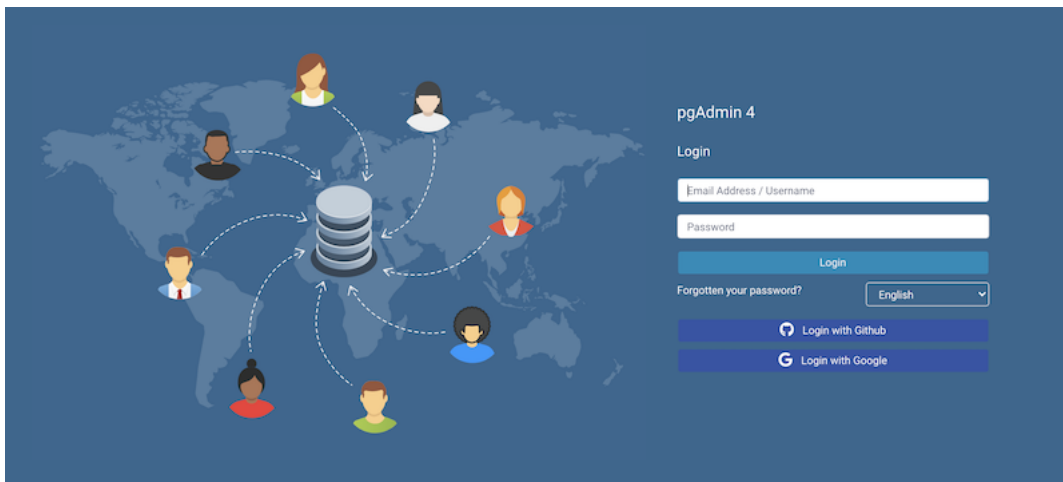 pgAdmin 4
Login
Email Address / Username
Password
Login
Forgotten your password?
English
Login with Github
Login with Google